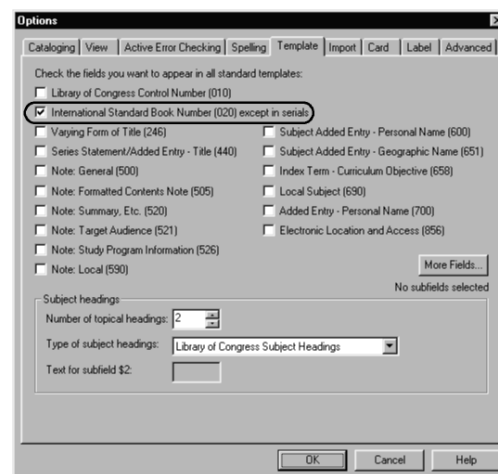 Options
Cataloging View Active Error Checking Spelling Template Import Card Label Advanced
Check the fields you want to appear in all standard templates:
Library of Congress Control Number (010)
International Standard Book Number (020) except in serials
Varying Form of Title (246)
Series Statement/Added Entry - Title (440)
Note: General (500)
Note: Formatted Contents Note (505)
Note: Summary, Etc. (520)
Note: Target Audience (521)
Note: Study Program Information (526)
Note: Local (590)
Subject Added Entry - Personal Name (600)
Subject Added Entry - Geographic Name (651)
Index Term - Curriculum Objective (658)
Local Subject (690)
Added Entry - Personal Name (700)
Electronic Location and Access (856)
More Fields...
No subfields selected
Subject headings
Number of topical headings: 2
Type of subject headings: Library of Congress Subject Headings
Text for subfield $2:
OK Cancel Help